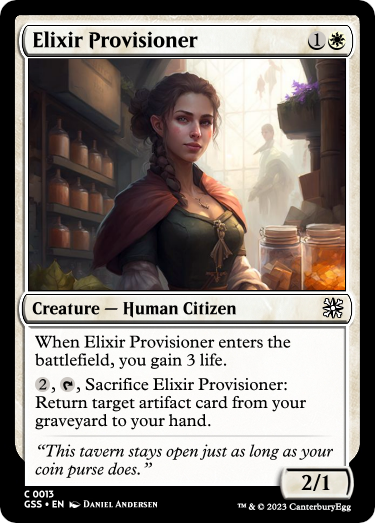 Elixir Provisioner 1
Creature — Human Citizen
When Elixir Provisioner enters the
battlefield, you gain 3 life.
2, , Sacrifice Elixir Provisioner:
Return target artifact card from your
graveyard to your hand.
“This tavern stays open just as long as your
coin purse does.”
2/1
C 0013
GSS • EN Daniel Andersen
™ & © 2023 CanterburyEgg